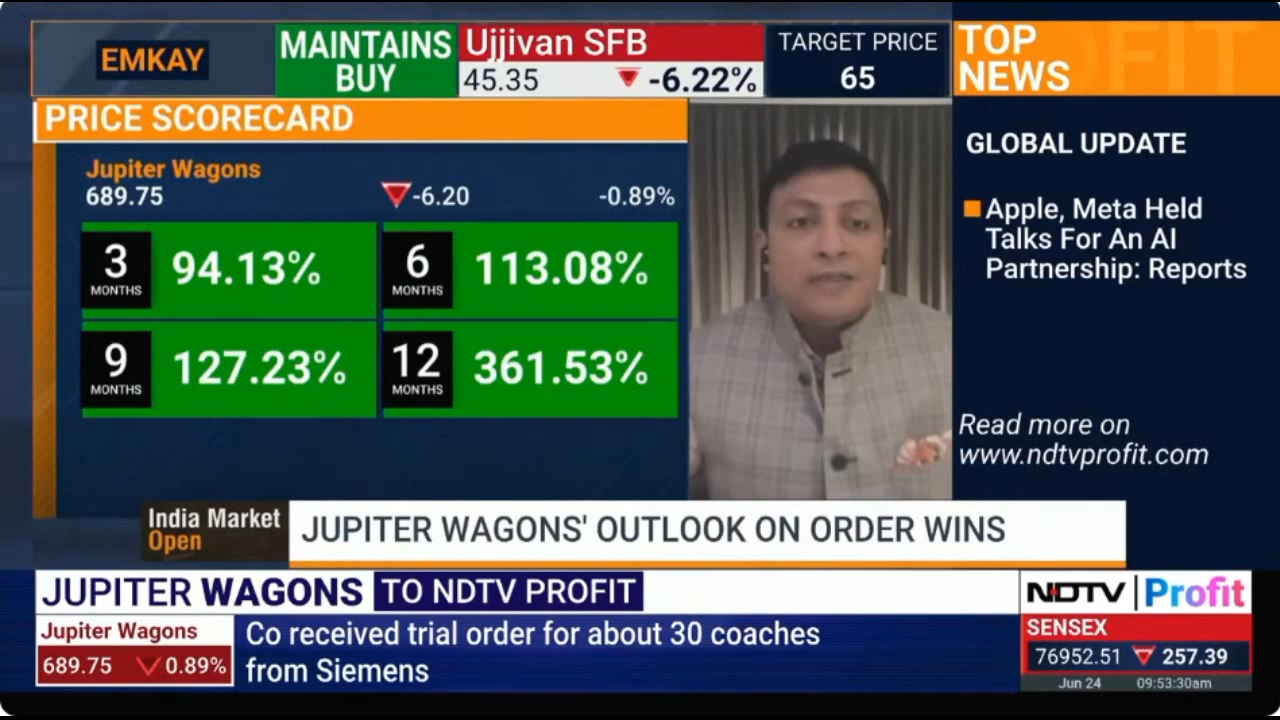 EMKAY
MAINTAINS
BUY
Ujjivan SFB
45.35 ▼ -6.22%
TARGET PRICE
65
TOP
NEWS
PRICE SCORECARD
Jupiter Wagons
689.75 ▼-6.20 -0.89%
3
MONTHS
94.13%
6
MONTHS
113.08%
9
MONTHS
127.23%
12
MONTHS
361.53%
GLOBAL UPDATE
Apple, Meta Held
Talks For An AI
Partnership: Reports
Read more on
www.ndtvprofit.com
India Market
Open
JUPITER WAGONS' OUTLOOK ON ORDER WINS
JUPITER WAGONS TO NDTV PROFIT
Jupiter Wagons
689.75 0.89%
Co received trial order for about 30 coaches
from Siemens
NDTV | Profit
SENSEX
76952.51 ▼ 257.39
Jun 24 09:53:30am